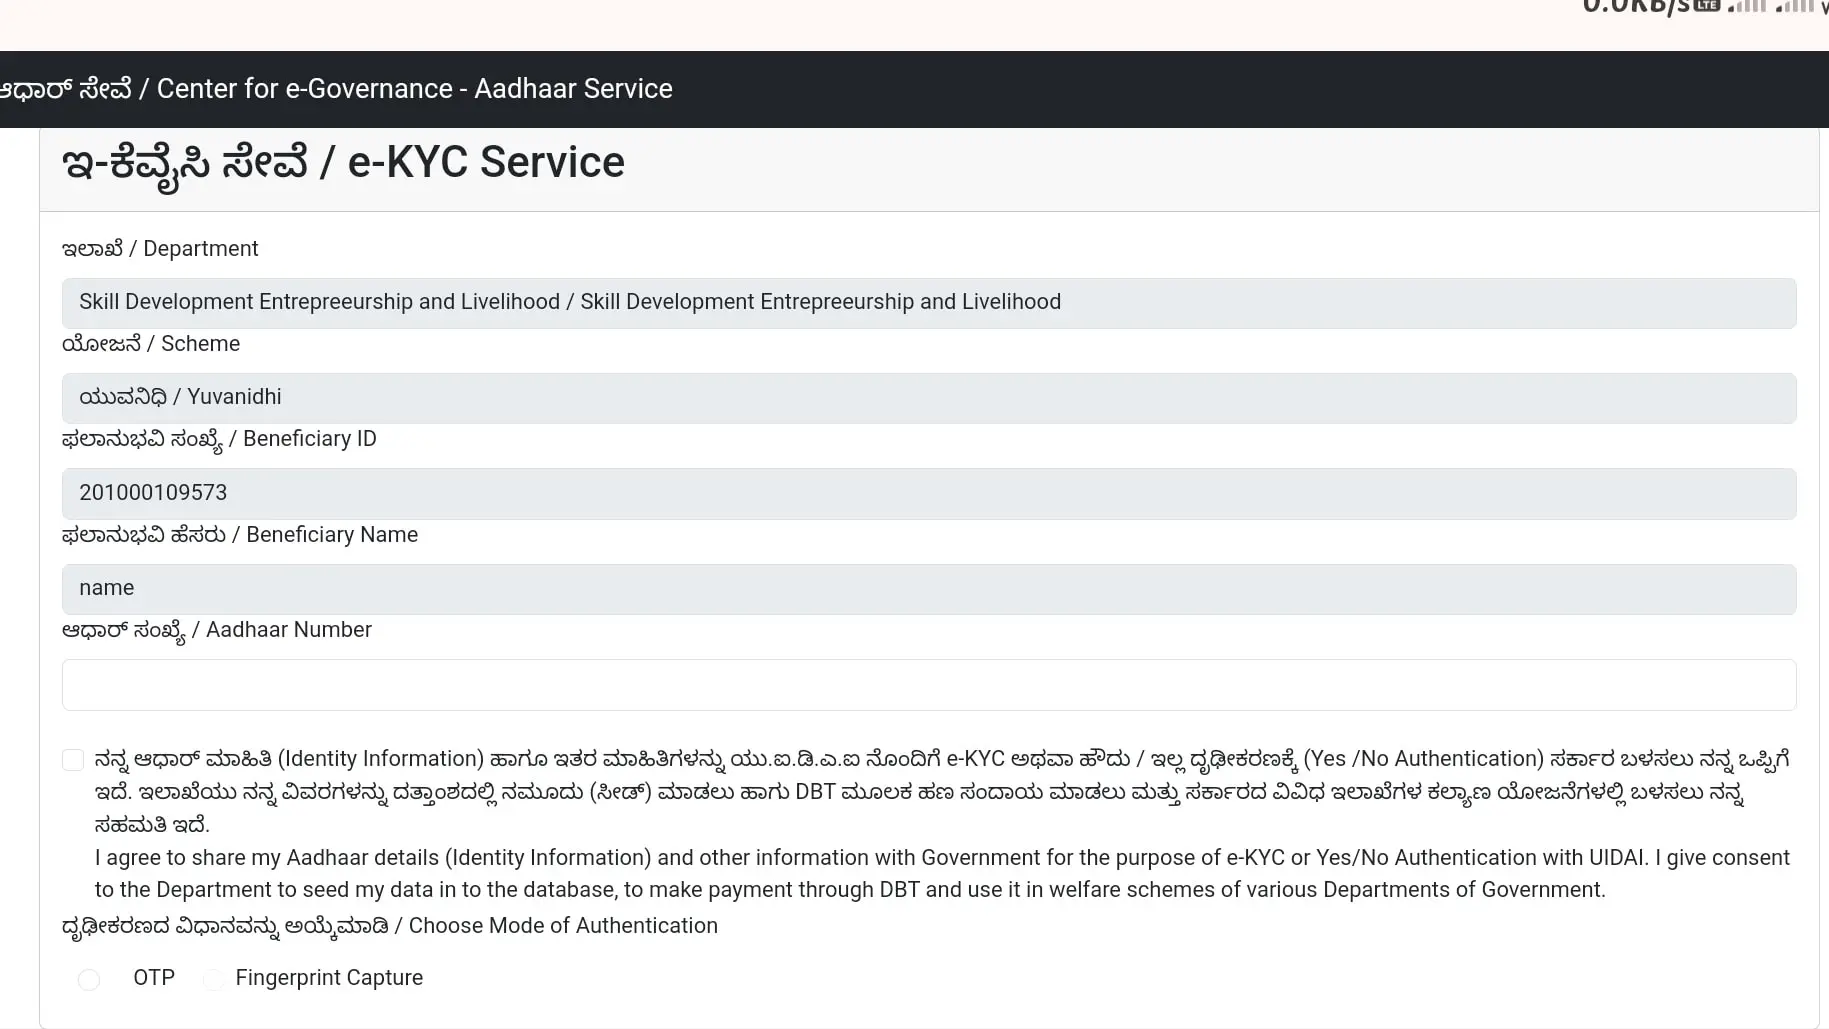 0.0KB/s LTE
ಆಧಾರ್ ಸೇವೆ / Center for e-Governance - Aadhaar Service
ಇ-ಕೆವೈಸಿ ಸೇವೆ / e-KYC Service
ಇಲಾಖೆ / Department
Skill Development Entrepreeurship and Livelihood / Skill Development Entrepreeurship and Livelihood
ಯೋಜನೆ / Scheme
ಯುವನಿಧಿ / Yuvanidhi
ಫಲಾನುಭವಿ ಸಂಖ್ಯೆ / Beneficiary ID
201000109573
ಫಲಾನುಭವಿ ಹೆಸರು / Beneficiary Name
name
ಆಧಾರ್ ಸಂಖ್ಯೆ / Aadhaar Number
ನನ್ನ ಆಧಾರ್ ಮಾಹಿತಿ (Identity Information) ಹಾಗೂ ಇತರ ಮಾಹಿತಿಗಳನ್ನು ಯು.ಐ.ಡಿ.ಎ.ಐ ನೊಂದಿಗೆ e-KYC ಅಥವಾ ಹೌದು / ಇಲ್ಲ ದೃಢೀಕರಣಕ್ಕೆ (Yes /No Authentication) ಸರ್ಕಾರ ಬಳಸಲು ನನ್ನ ಒಪ್ಪಿಗೆ
ಇದೆ. ಇಲಾಖೆಯು ನನ್ನ ವಿವರಗಳನ್ನು ದತ್ತಾಂಶದಲ್ಲಿ ನಮೂದು (ಸೀಡ್) ಮಾಡಲು ಹಾಗು DBT ಮೂಲಕ ಹಣ ಸಂದಾಯ ಮಾಡಲು ಮತ್ತು ಸರ್ಕಾರದ ವಿವಿಧ ಇಲಾಖೆಗಳ ಕಲ್ಯಾಣ ಯೋಜನೆಗಳಲ್ಲಿ ಬಳಸಲು ನನ್ನ
ಸಹಮತಿ ಇದೆ.
I agree to share my Aadhaar details (Identity Information) and other information with Government for the purpose of e-KYC or Yes/No Authentication with UIDAI. I give consent
to the Department to seed my data in to the database, to make payment through DBT and use it in welfare schemes of various Departments of Government.
ದೃಢೀಕರಣದ ವಿಧಾನವನ್ನು ಅಯ್ಕೆಮಾಡಿ / Choose Mode of Authentication
OTP Fingerprint Capture